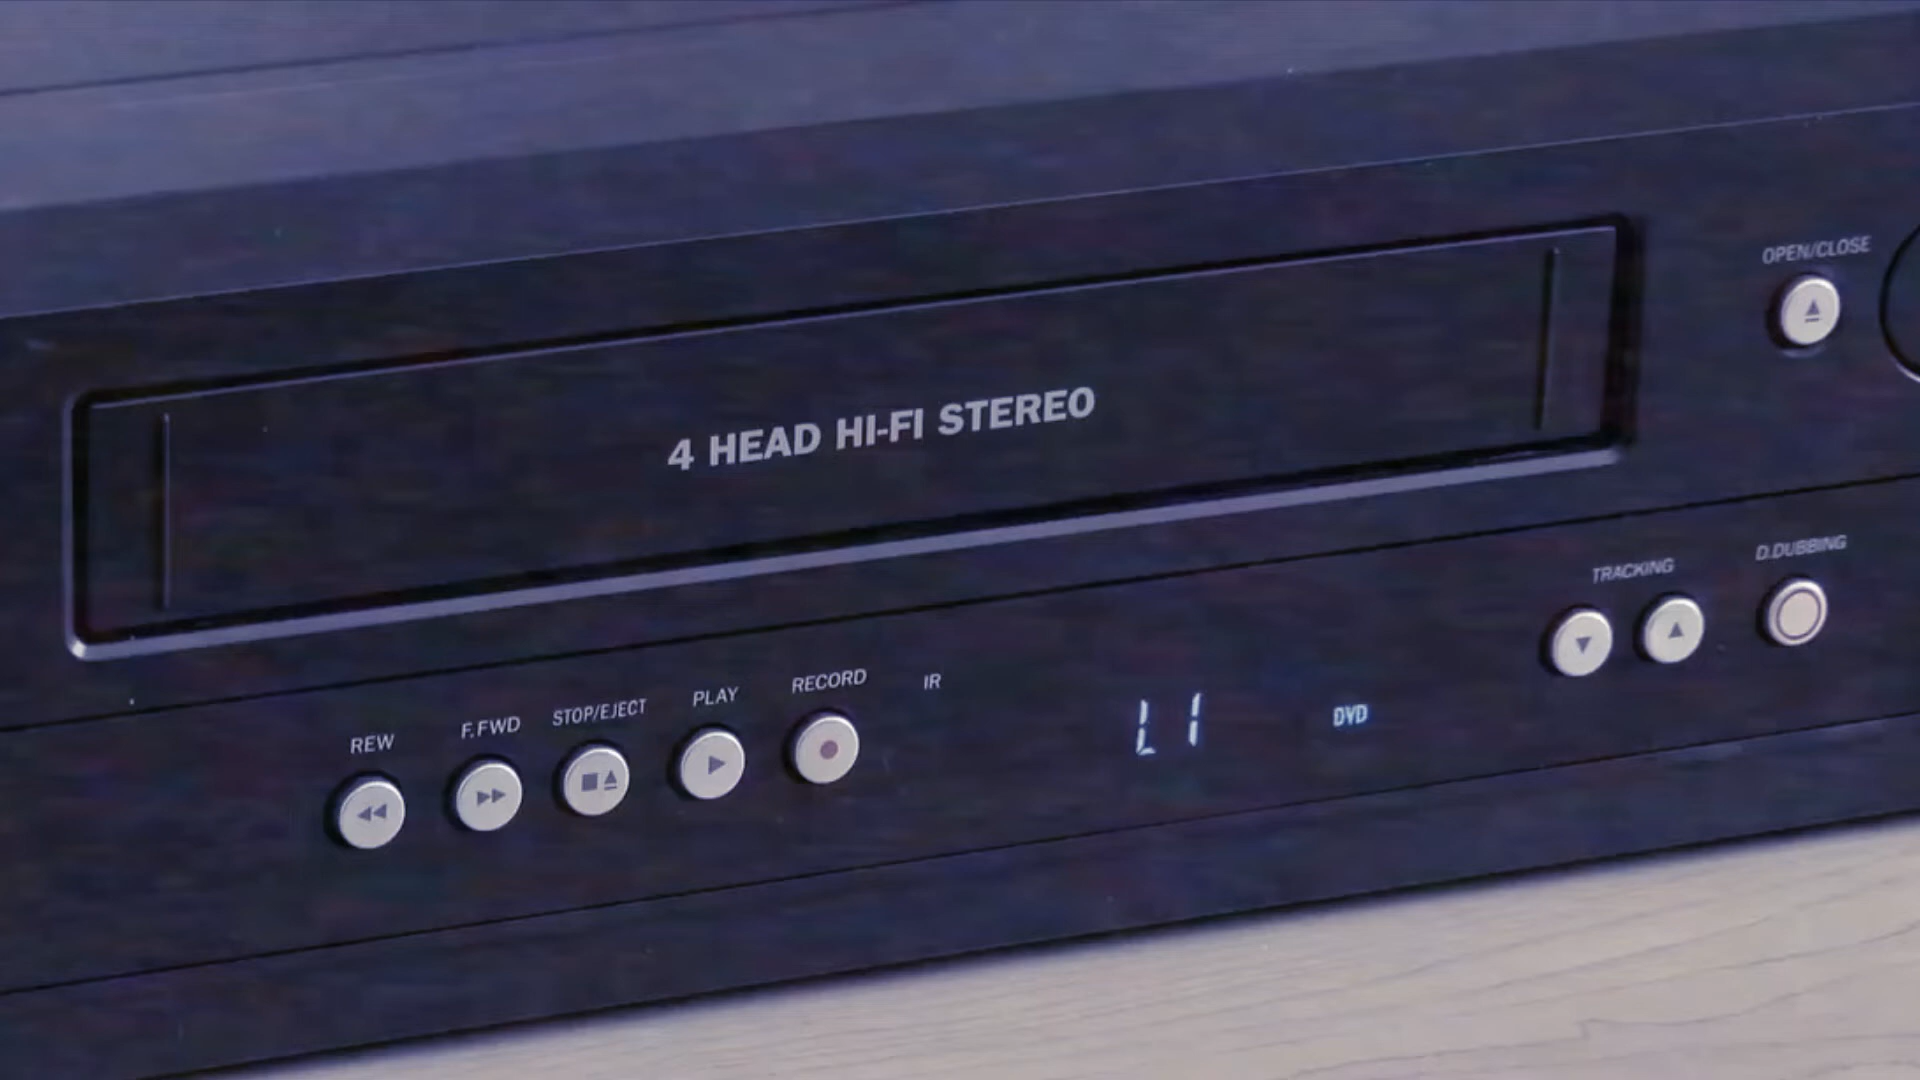 OPEN/CLOSE
4 HEAD HI-FI STEREO
TRACKING
D.DUBBING
REW
F.FWD
STOP/EJECT
PLAY
RECORD
IR
L1
DVD